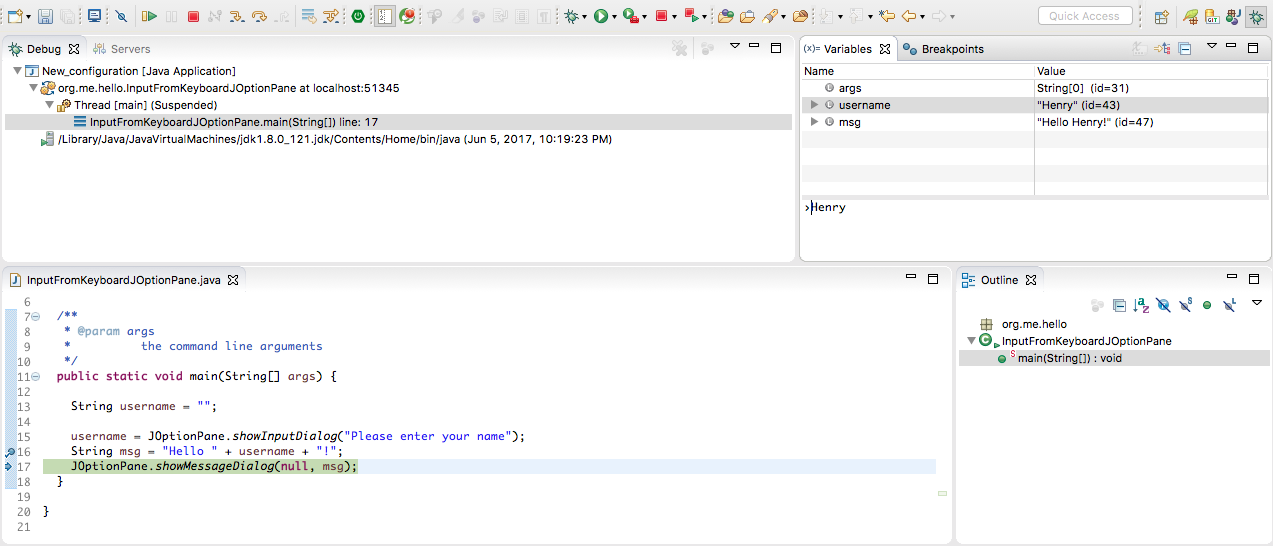 Quick Access
Debug
Servers
New_configuration [Java Application]
org.me.hello.InputFromKeyboardJOptionPane at localhost:51345
Thread [main] (Suspended)
InputFromKeyboardJOptionPane.main(String[]) line: 17
/Library/Java/JavaVirtualMachines/jdk1.8.0_121.jdk/Contents/Home/bin/java (Jun 5, 2017, 10:19:23 PM)
(x)= Variables
Breakpoints
Name Value
args String[0] (id=31)
username "Henry" (id=43)
msg "Hello Henry!" (id=47)
>Henry
InputFromKeyboardJOptionPane.java
6
7 /**
8 * @param args
9 * the command line arguments
10 */
11 public static void main(String[] args) {
12
13 String username = "";
14
15 username = JOptionPane.showInputDialog("Please enter your name");
16 String msg = "Hello " + username + "!";
17 JOptionPane.showMessageDialog(null, msg);
18 }
19
20 }
21
Outline
org.me.hello
InputFromKeyboardJOptionPane
main(String[]) : void